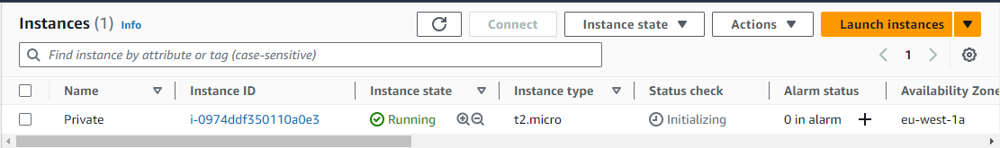 Instances (1) Info Connect Instance state Actions Launch instances
Find instance by attribute or tag (case-sensitive) 1
Name Instance ID Instance state Instance type Status check Alarm status Availability Zone
Private i-0974ddf350110a0e3 Running t2.micro Initializing 0 in alarm eu-west-1a